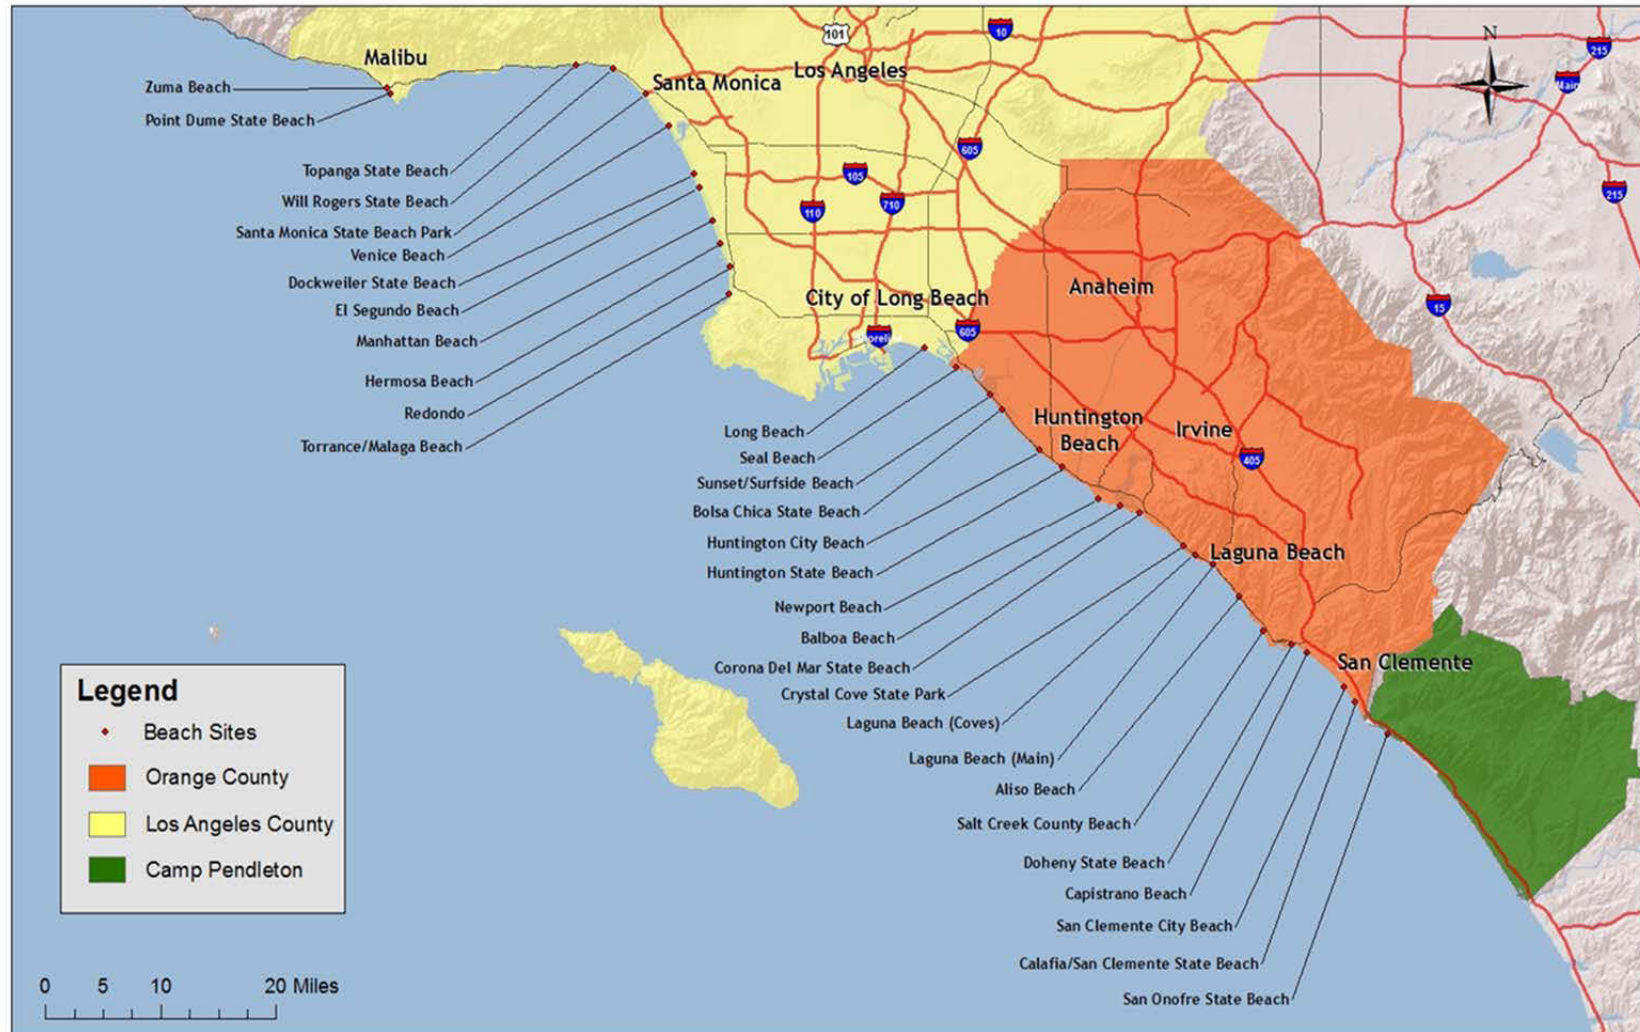 Malibu
Santa Monica
Los Angeles
101
10
215
Main
N
Zuma Beach
Point Dume State Beach
605
105
710
110
215
Topanga State Beach
Will Rogers State Beach
Santa Monica State Beach Park
Venice Beach
Dockweiler State Beach
El Segundo Beach
Manhattan Beach
Hermosa Beach
Redondo
Torrance/Malaga Beach
City of Long Beach
Anaheim
15
605
Huntington
Beach
Irvine
405
Long Beach
Seal Beach
Sunset/Surfside Beach
Bolsa Chica State Beach
Huntington City Beach
Huntington State Beach
Newport Beach
Balboa Beach
Corona Del Mar State Beach
Crystal Cove State Park
Laguna Beach (Coves)
Laguna Beach (Main)
Aliso Beach
Salt Creek County Beach
Doheny State Beach
Capistrano Beach
San Clemente City Beach
Calafia/San Clemente State Beach
San Onofre State Beach
Laguna Beach
San Clemente
Legend
Beach Sites
Orange County
Los Angeles County
Camp Pendleton
0 5 10 20 Miles